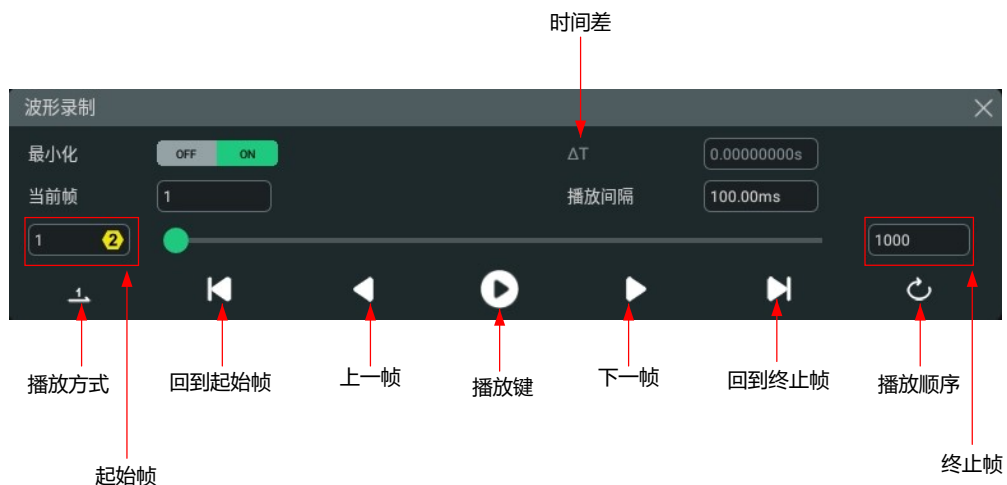 时间差
波形录制
最小化 OFF ON ΔT 0.00000000s
当前帧 1 播放间隔 100.00ms
1 2 1000
1
播放方式 回到起始帧 上一帧 播放键 下一帧 回到终止帧 播放顺序
起始帧 终止帧